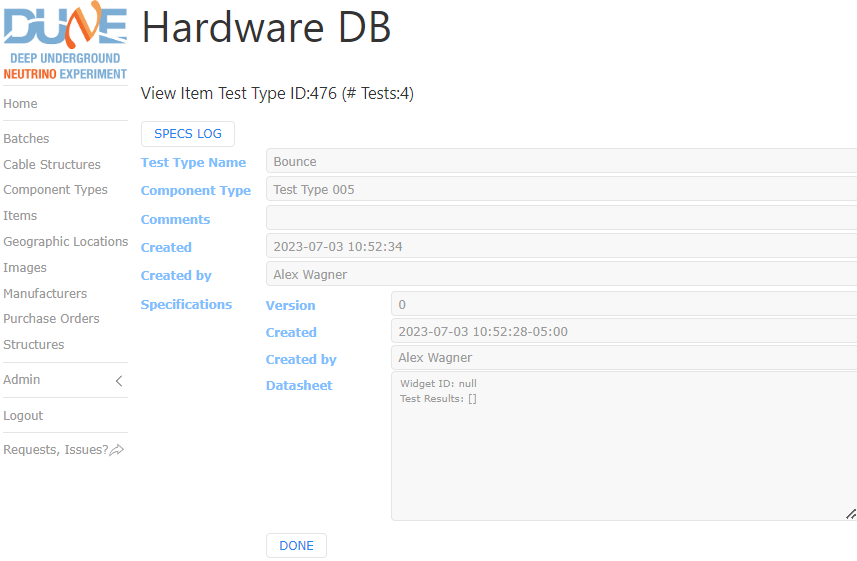 DUNE
DEEP UNDERGROUND
NEUTRINO EXPERIMENT
Home
Batches
Cable Structures
Component Types
Items
Geographic Locations
Images
Manufacturers
Purchase Orders
Structures
Admin
Logout
Requests, Issues?
Hardware DB
View Item Test Type ID:476 (# Tests:4)
SPECS LOG
Test Type Name Bounce
Component Type Test Type 005
Comments
Created 2023-07-03 10:52:34
Created by Alex Wagner
Specifications Version 0
Created 2023-07-03 10:52:28-05:00
Created by Alex Wagner
Datasheet Widget ID: null
Test Results: []
DONE